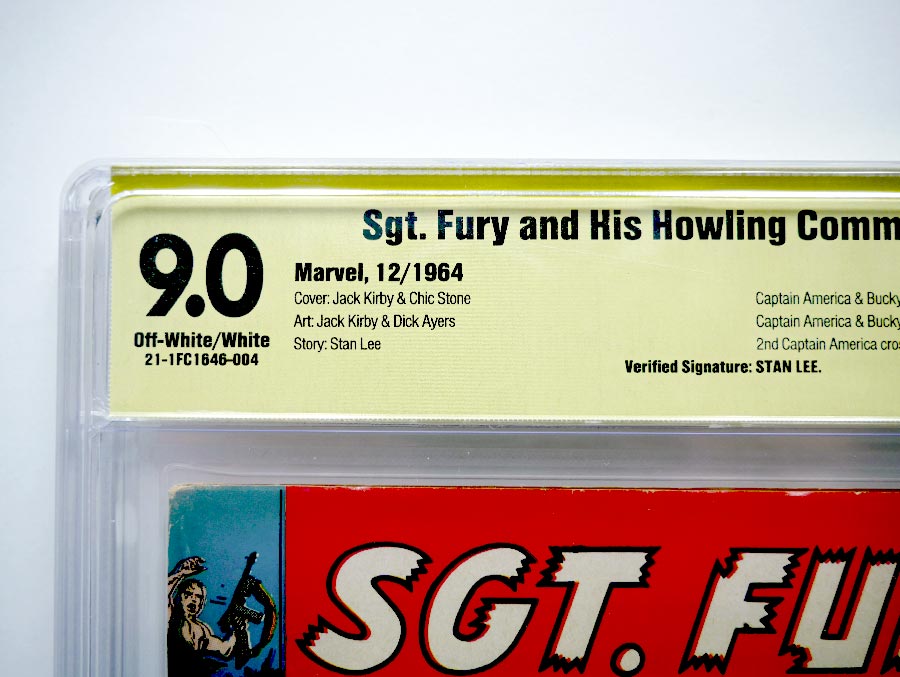 Sgt. Fury and His Howling Comm
9.0
Off-White/White
21-1FC1646-004
Marvel, 12/1964
Cover: Jack Kirby & Chic Stone
Art: Jack Kirby & Dick Ayers
Story: Stan Lee
Captain America & Bucky
Captain America & Bucky
2nd Captain America cros
Verified Signature: STAN LEE.
SGT. FU